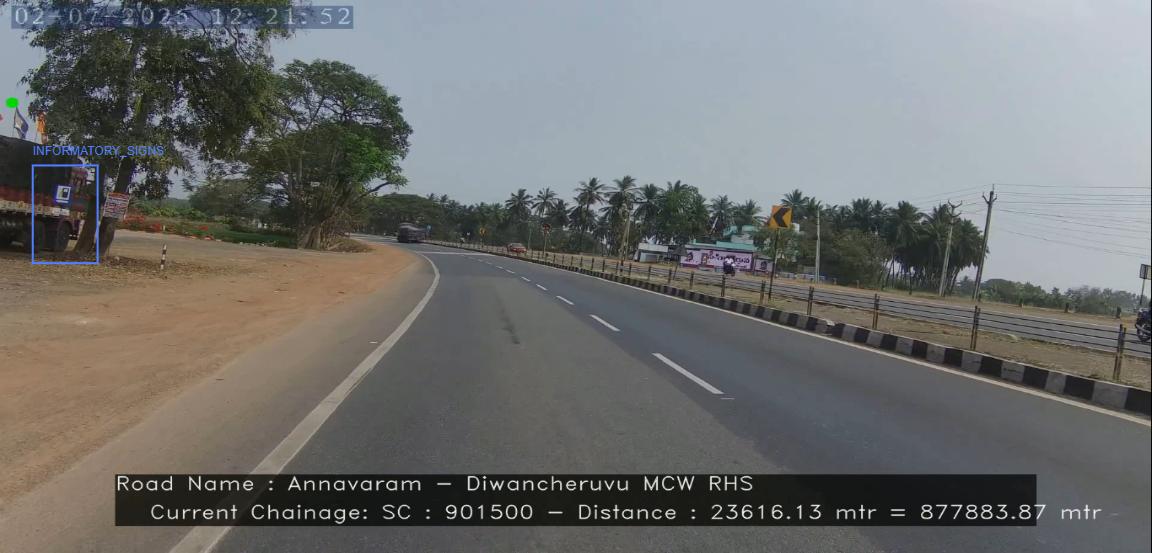 02-07-2025 12:21:52
INFORMATORY_SIGNS
Road Name : Annavaram - Diwancheruvu MCW RHS
Current Chainage: SC : 901500 - Distance : 23616.13 mtr = 877883.87 mtr